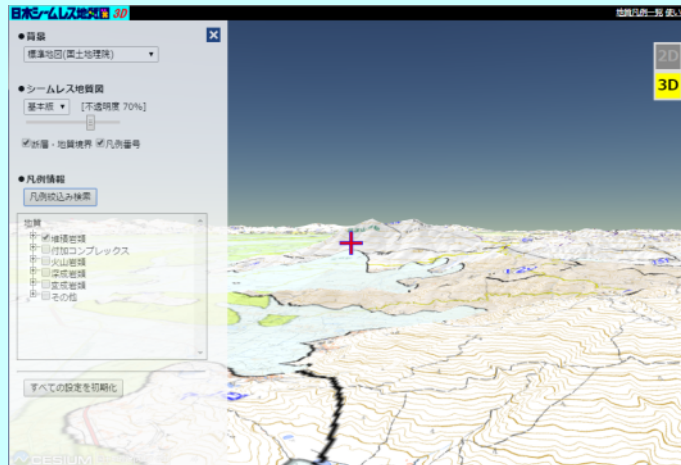 日本シームレス地質図 3D
地質凡例一覧 使い
●背景
標準地図(国土地理院)
●シームレス地質図
基本版 [不透明度 70%]
断層・地質境界 凡例番号
●凡例情報
凡例絞込み検索
地質
堆積岩類
付加コンプレックス
火山岩類
深成岩類
変成岩類
その他
すべての設定を初期化
2D
3D
CESIUM